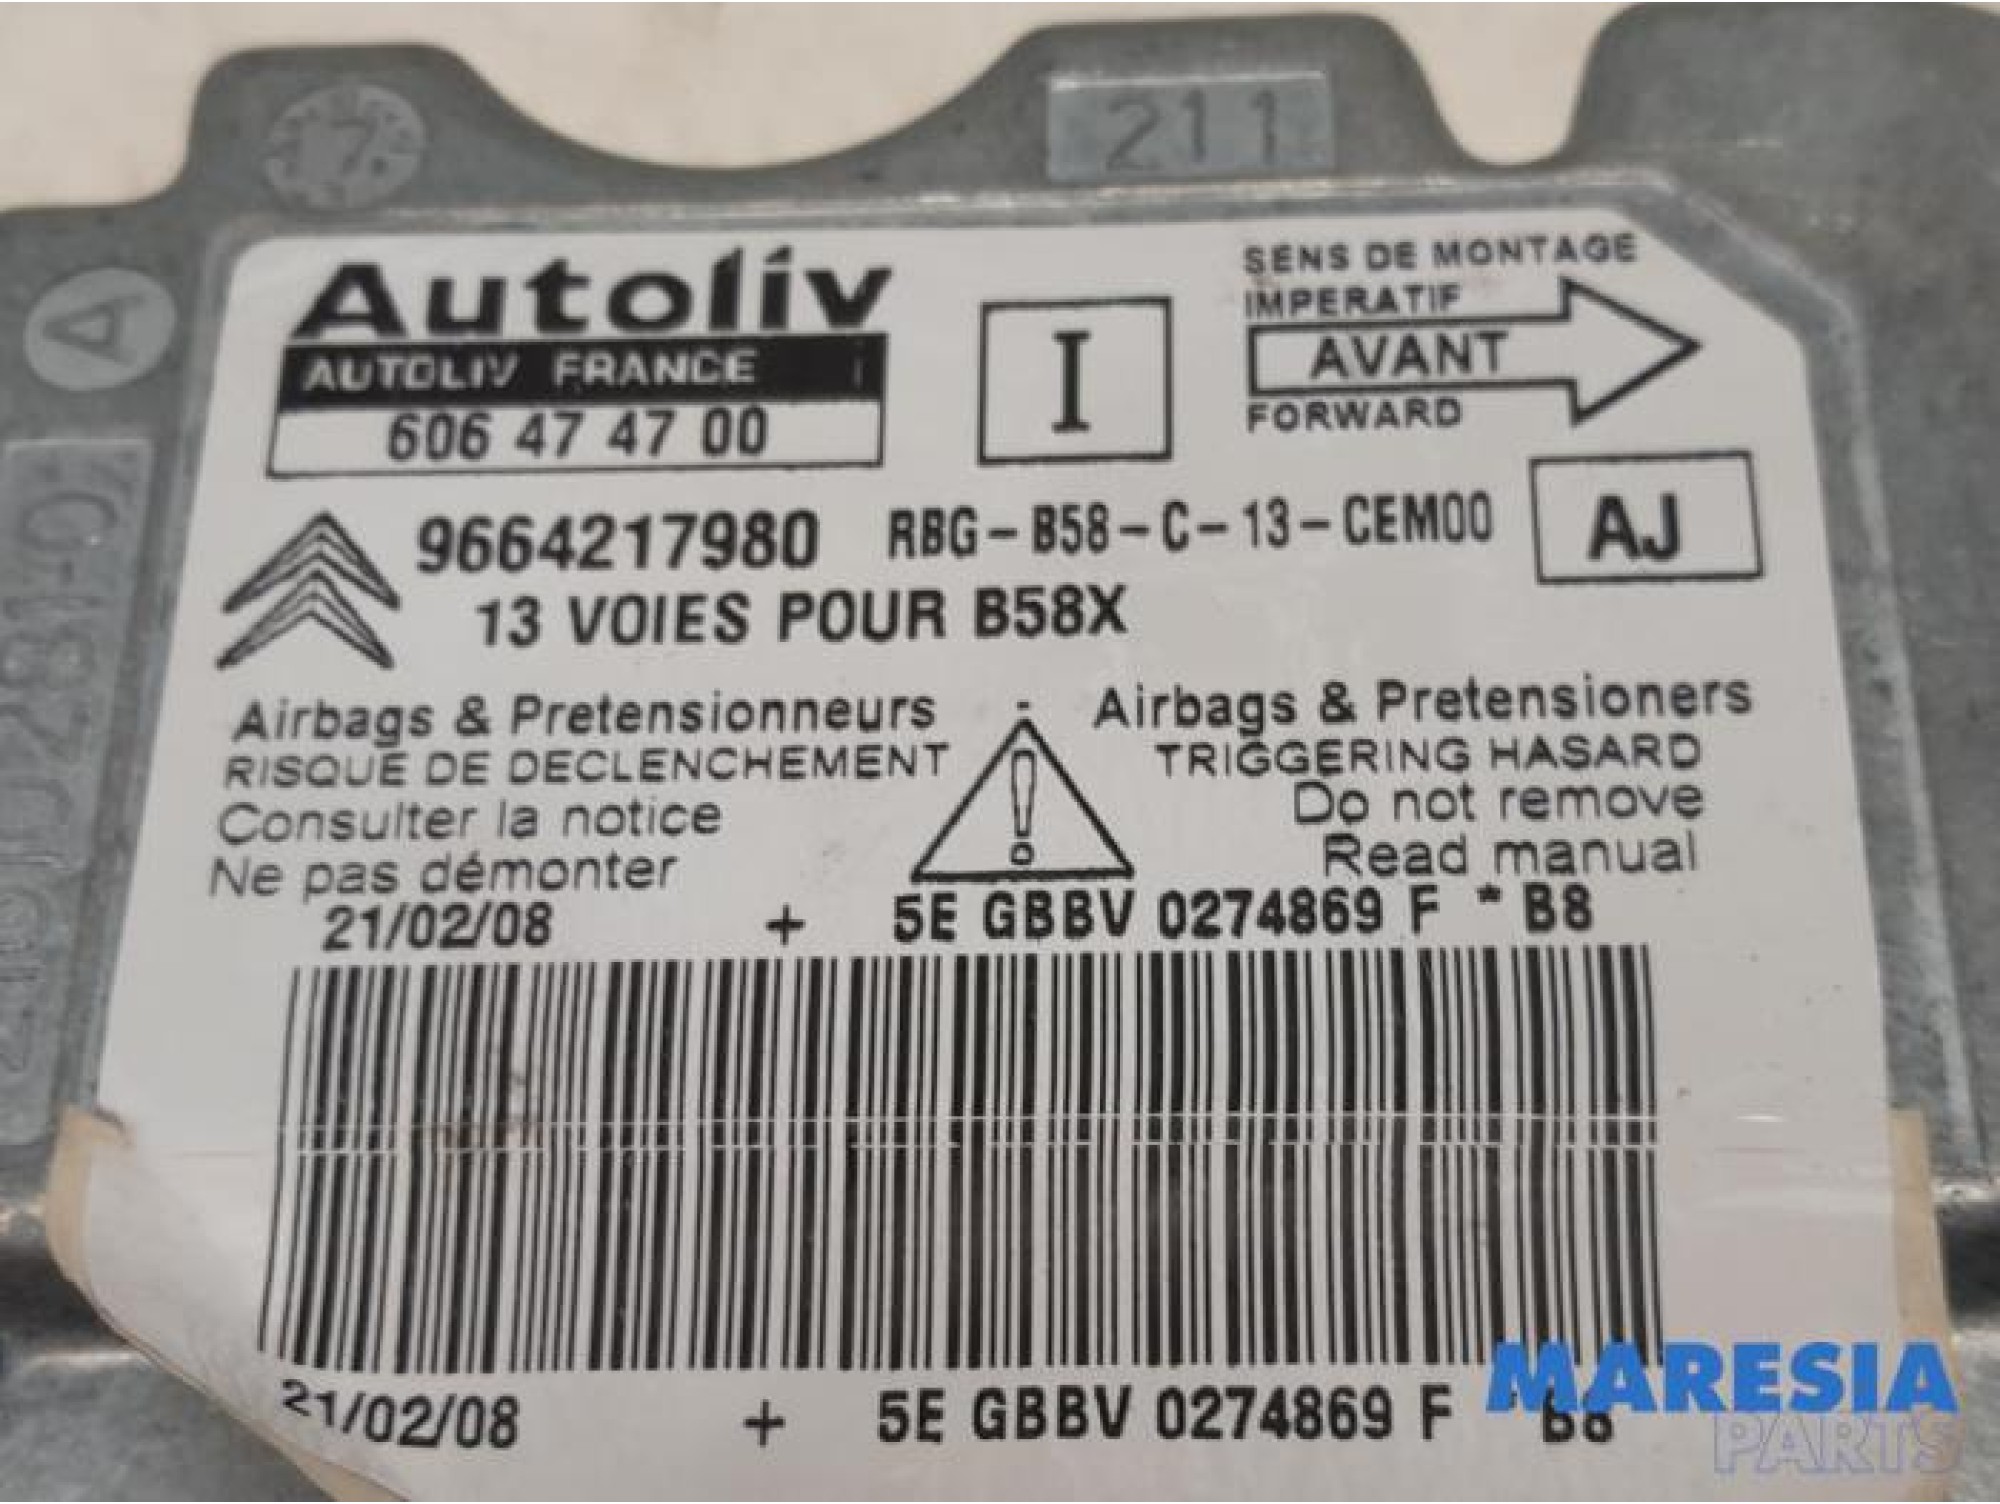 17
211
A
Autoliv
AUTOLIV FRANCE
606 47 47 00
I
SENS DE MONTAGE
IMPERATIF
AVANT
FORWARD
9664217980 RBG-B58-C-13-CEM00
AJ
13 VOIES POUR B58X
Airbags & Pretensionneurs
RISQUE DE DECLENCHEMENT
Consulter la notice
Ne pas démonter
Airbags & Pretensioners
TRIGGERING HASARD
Do not remove
Read manual
21/02/08 + 5E GBBV 0274869 F * B8
21/02/08 + 5E GBBV 0274869 F B8
MARESIA
PARTS